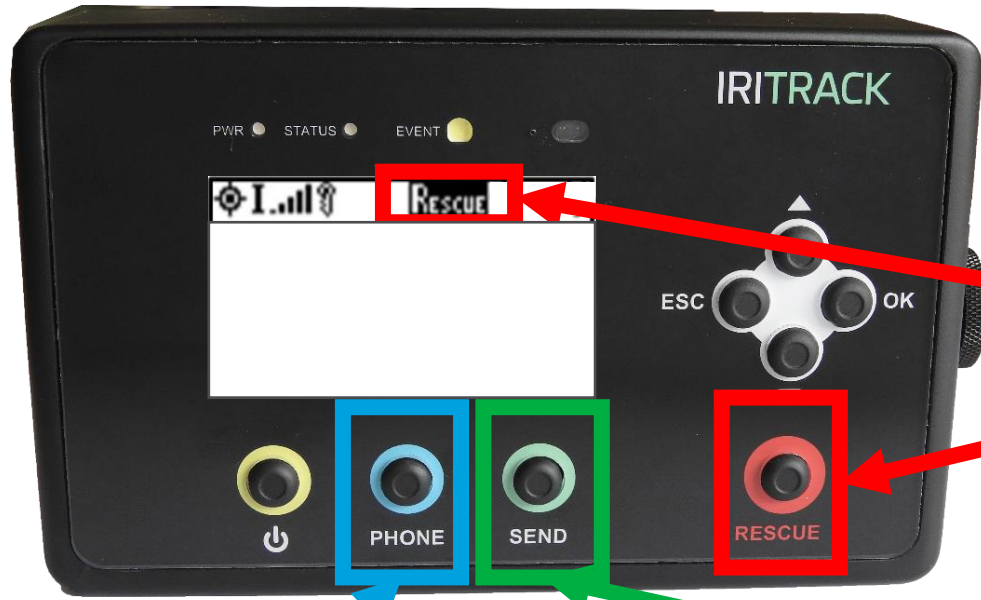 IRITRACK
PWR STATUS EVENT
RESCUE
ESC OK
PHONE SEND RESCUE